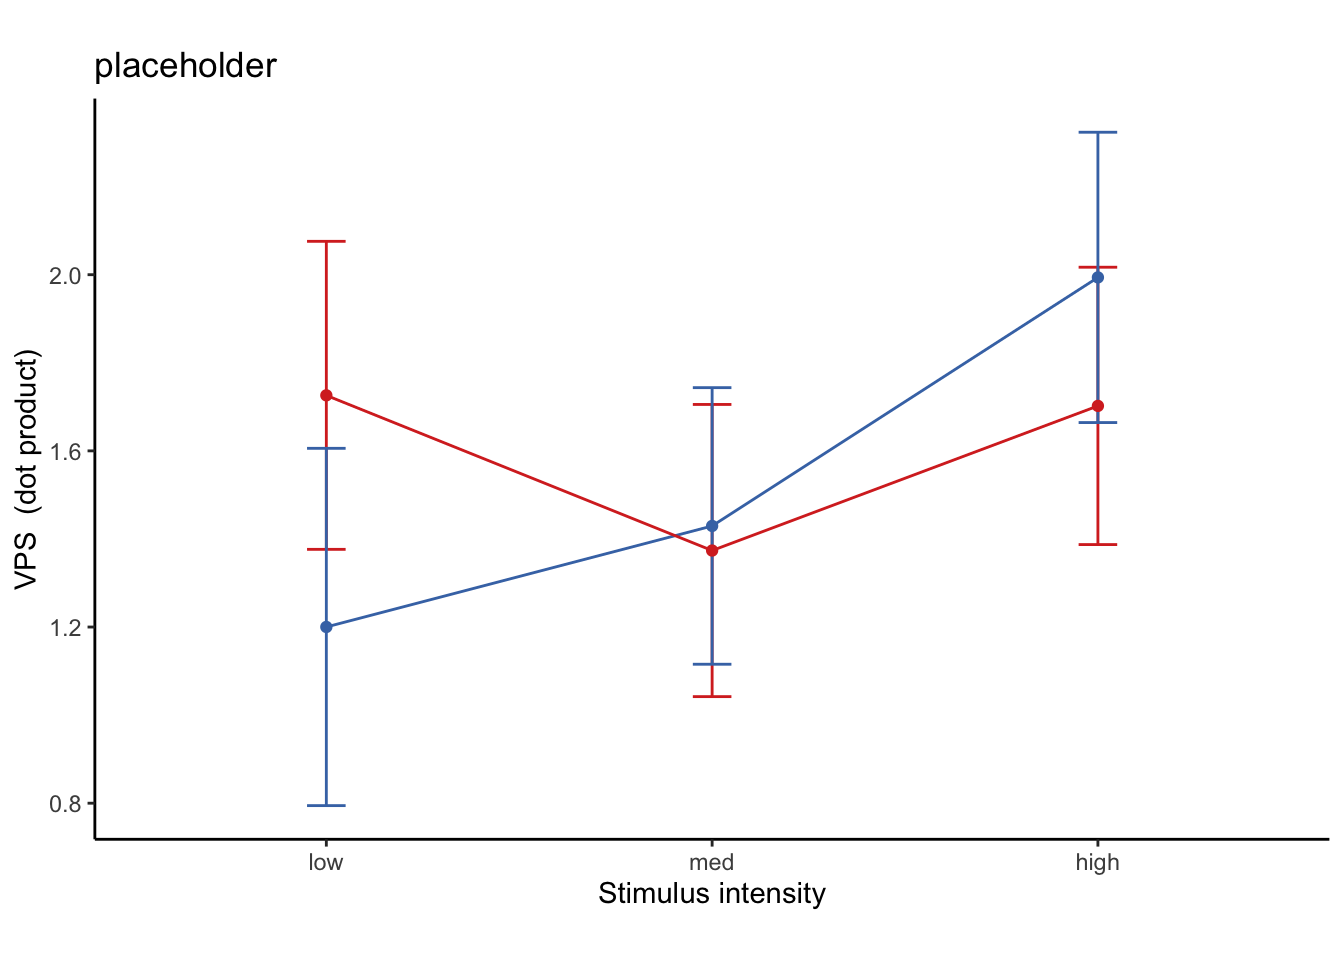 placeholder
VPS  (dot product)
2.0
1.6
1.2
0.8
low
med
high
Stimulus intensity